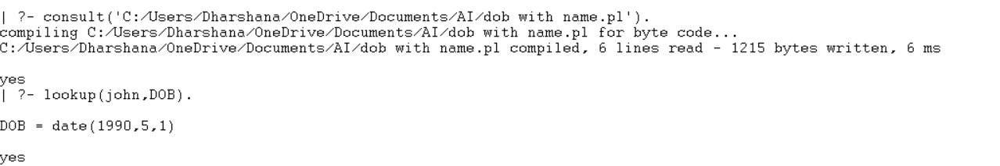 | ?- consult('C:/Users/Dharshana/OneDrive/Documents/AI/dob with name.pl').
compiling C:/Users/Dharshana/OneDrive/Documents/AI/dob with name.pl for byte code...
C:/Users/Dharshana/OneDrive/Documents/AI/dob with name.pl compiled, 6 lines read - 1215 bytes written, 6 ms
yes
| ?- lookup(john,DOB).
DOB = date(1990,5,1)
yes